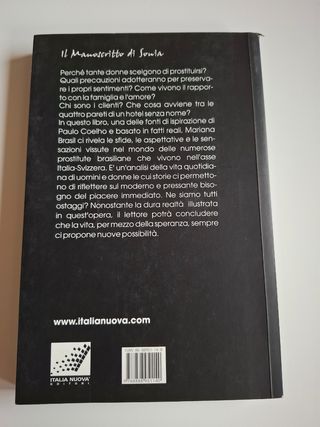 Il Manoscritto di Sonia
Perché tante donne scelgono di prostituirsi?
Quali precauzioni adotteranno per preserva-
re i propri sentimenti? Come vivono il rappor-
to con la famiglia e l'amore?
Chi sono i clienti? Che cosa avviene tra le
quattro pareti di un hotel senza nome?
In questo libro, una delle fonti di ispirazione di
Paulo Coelho e basato in fatti reali, Mariana
Brasil ci rivela le sfide, le aspettative e le sen-
sazioni vissute nel mondo delle numerose
prostitute brasiliane che vivono nell'asse
Italia-Svizzera. E' un'analisi della vita quotidia-
na di uomini e donne le cui storie ci permetto-
no di riflettere sul moderno e pressante biso-
gno del piacere immediato. Ne siamo tutti
ostaggi? Nonostante la dura realtà illustrata
in quest'opera, il lettore potrà concludere
che la vita, per mezzo della speranza, sempre
ci propone nuove possibilità.
www.italianuova.com
ITALIA NUOVA
EDITORI